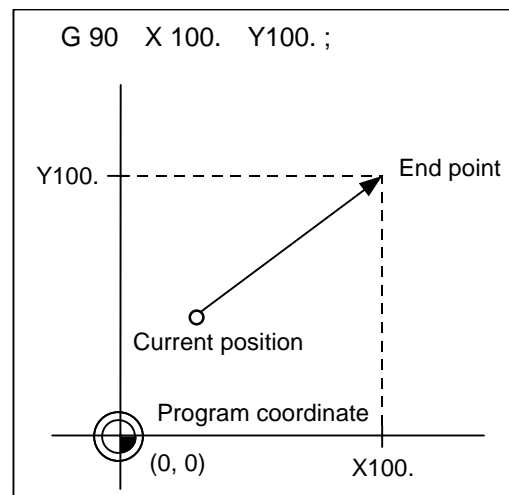 G 90 X 100. Y100. ;
Y100.
End point
Current position
Program coordinate
(0, 0)
X100.